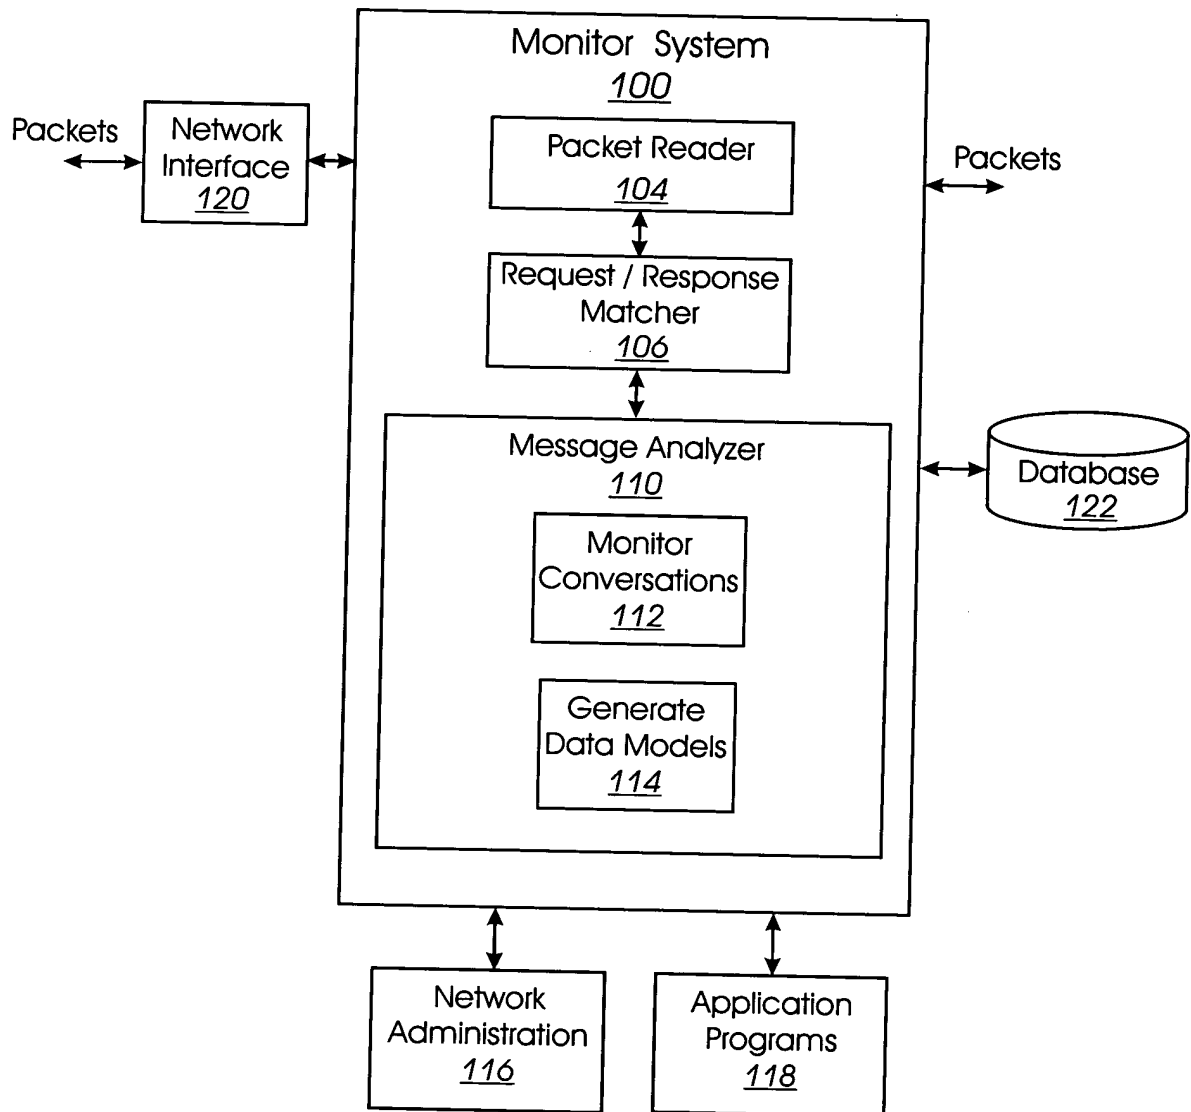 Monitor System
100
Packets
Network
Interface
120
Packet Reader
104
Packets
Request / Response
Matcher
106
Message Analyzer
110
Database
122
Monitor
Conversations
112
Generate
Data Models
114
Network
Administration
116
Application
Programs
118